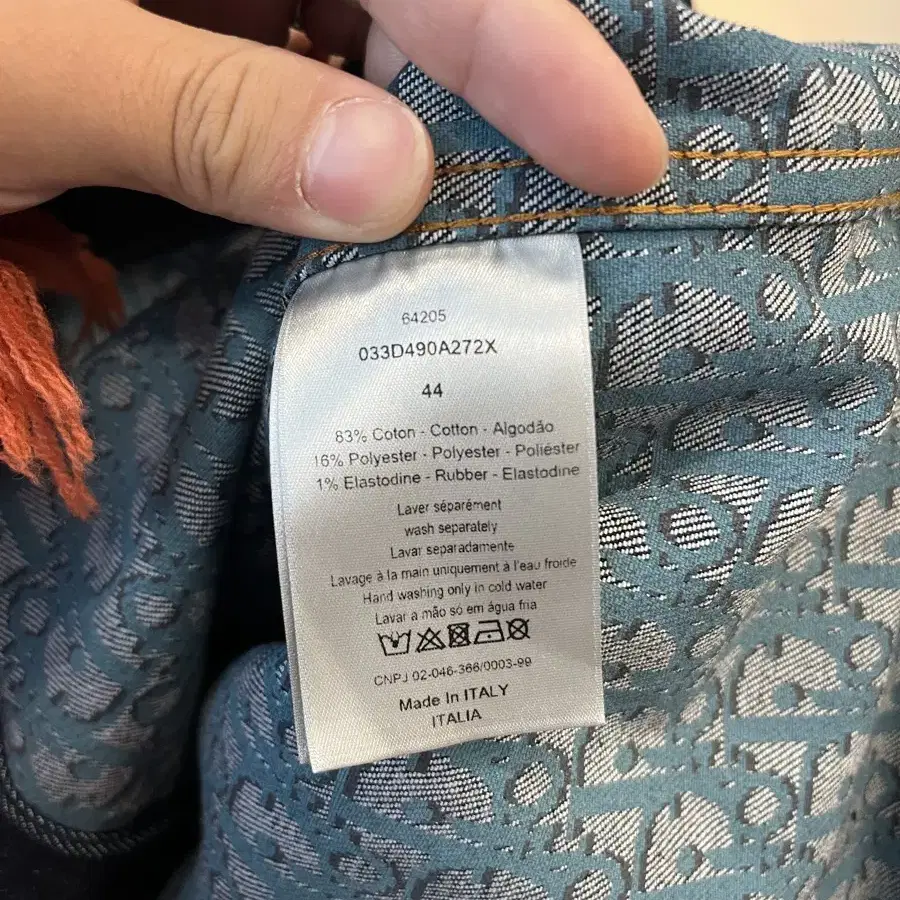 64205
033D490A272X
44
83% Coton - Cotton - Algodão
16% Polyester - Polyester - Poliéster
1% Elastodine - Rubber - Elastodine
Laver séparément
wash separately
Lavar separadamente
Lavage à la main uniquement à l'eau froide
Hand washing only in cold water
Lavar a mão so em água fria
CNPJ 02-046-366/0003-99
Made In ITALY
ITALIA